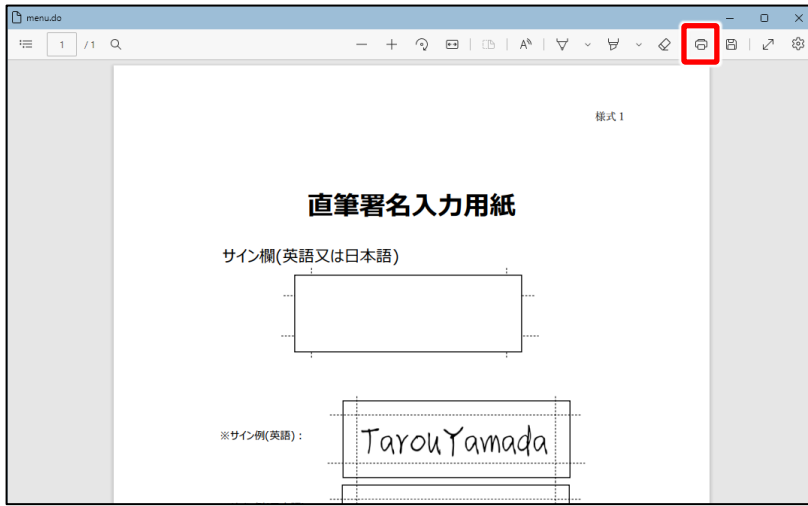 menu.do
1 /1
様式 1
直筆署名入力用紙
サイン欄(英語又は日本語)
※サイン例(英語)：
TarouYamada